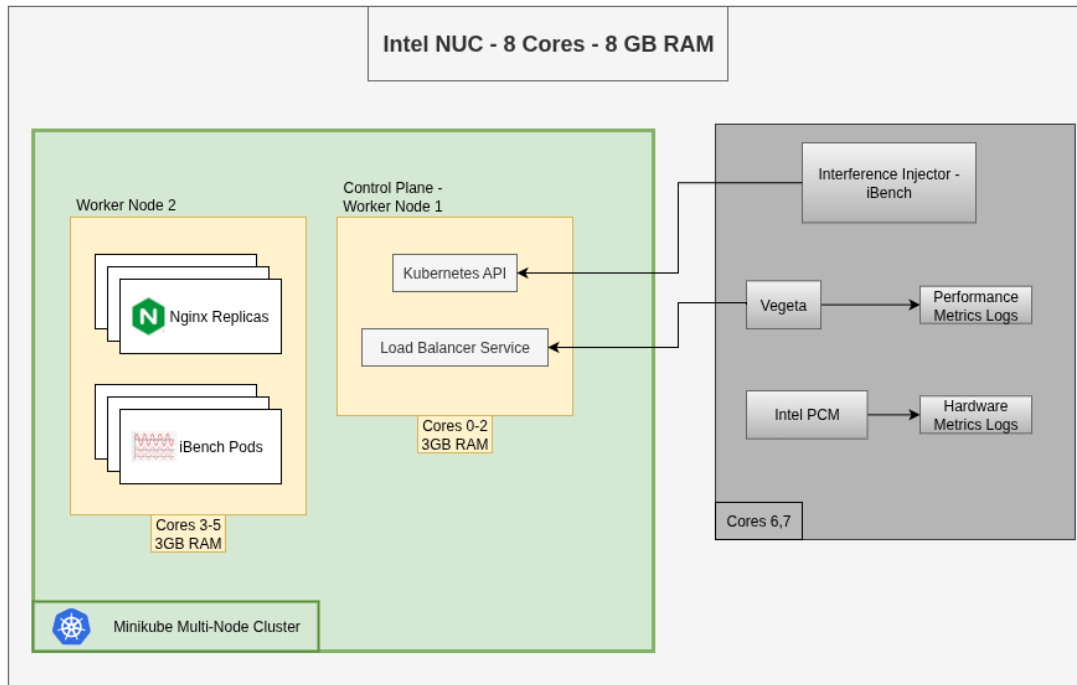 Intel NUC - 8 Cores - 8 GB RAM
Worker Node 2
N
Nginx Replicas
iBench Pods
Cores 3-5
3GB RAM
Control Plane -
Worker Node 1
Kubernetes API
Load Balancer Service
Cores 0-2
3GB RAM
Minikube Multi-Node Cluster
Interference Injector -
iBench
Vegeta
Performance
Metrics Logs
Intel PCM
Hardware
Metrics Logs
Cores 6,7